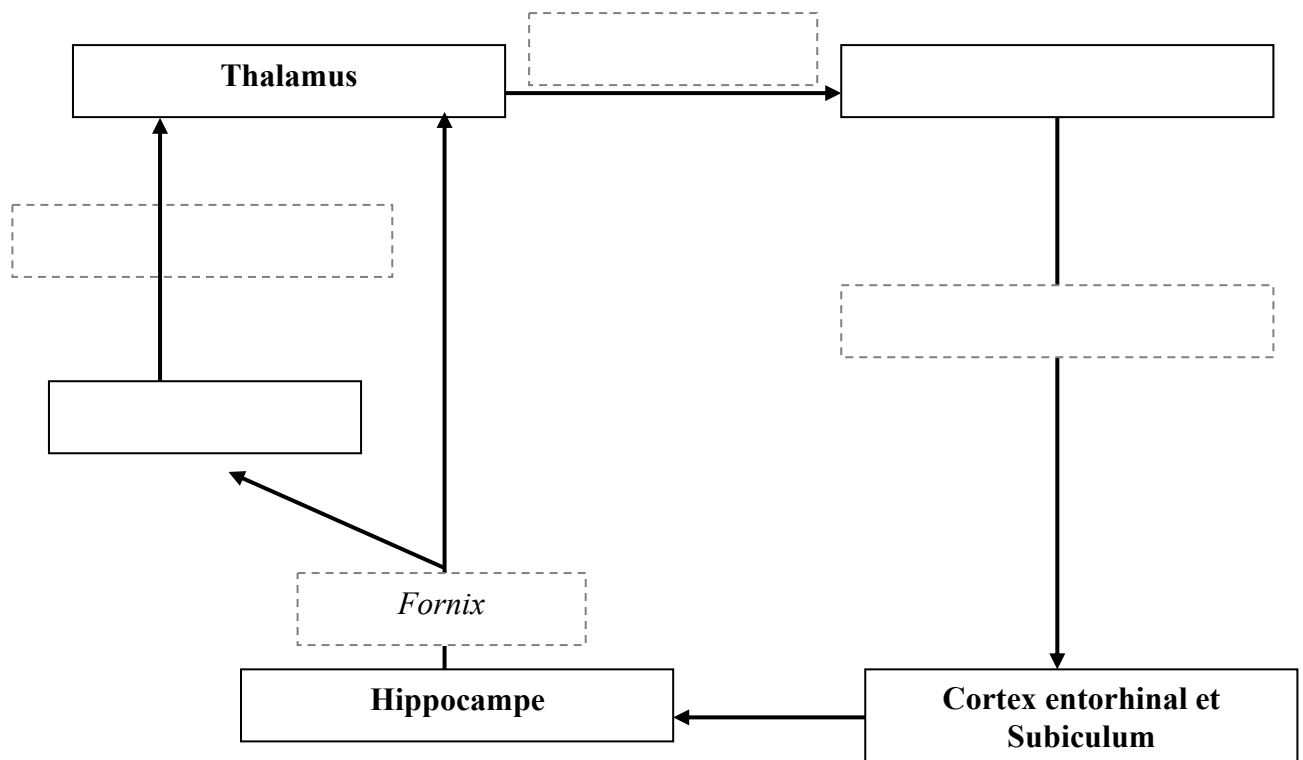 Thalamus
Fornix
Hippocampe
Cortex entorhinal et
Subiculum